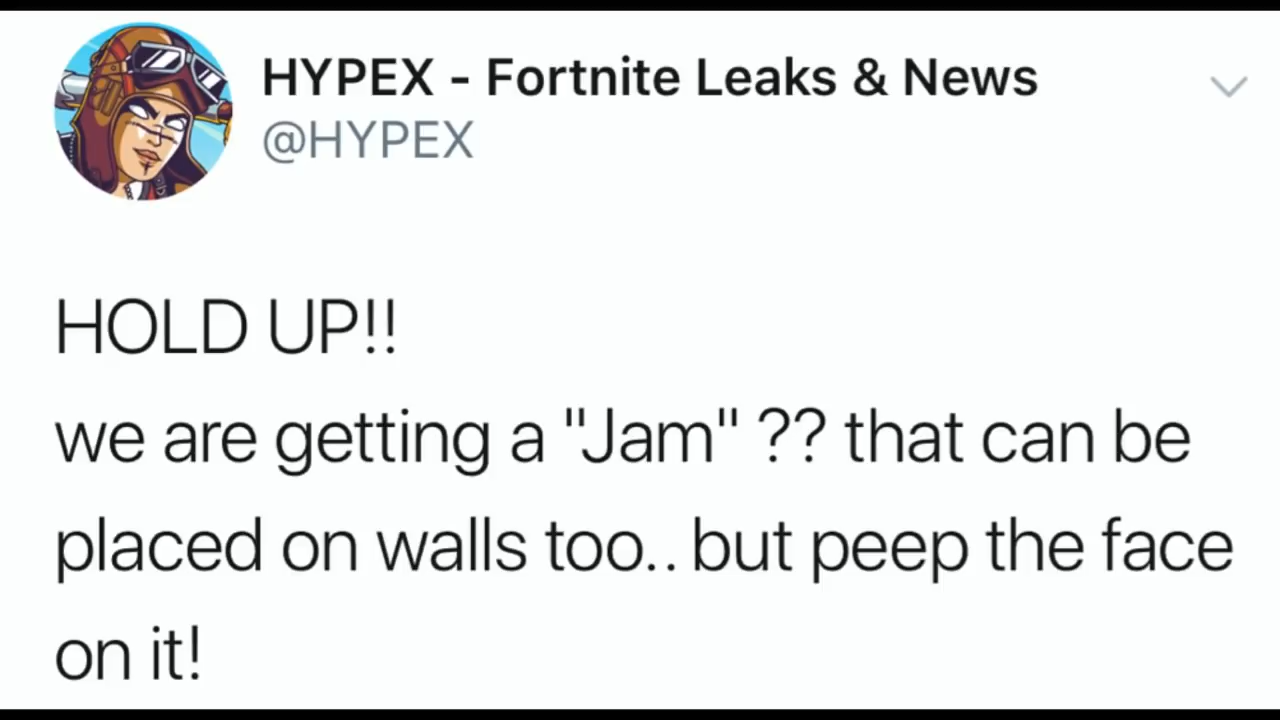 HYPEX - Fortnite Leaks & News
@HYPEX
HOLD UP!!
we are getting a "Jam" ?? that can be
placed on walls too.. but peep the face
on it!